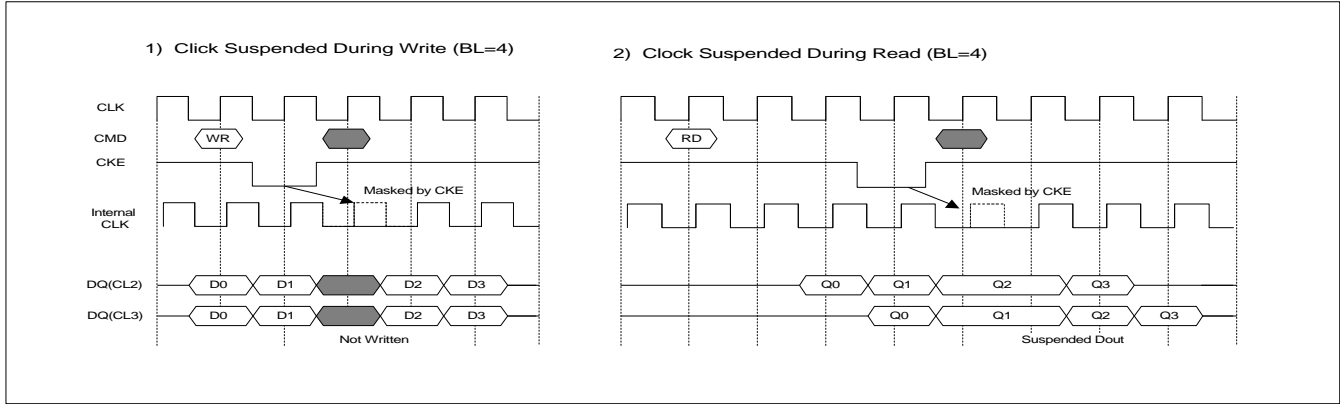 1) Click Suspended During Write (BL=4)
2) Clock Suspended During Read (BL=4)
CLK
CMD
WR
RD
CKE
Masked by CKE
Masked by CKE
Internal
CLK
DQ(CL2)
D0
D1
D2
D3
Q0
Q1
Q2
Q3
DQ(CL3)
D0
D1
D2
D3
Q0
Q1
Q2
Q3
Not Written
Suspended Dout